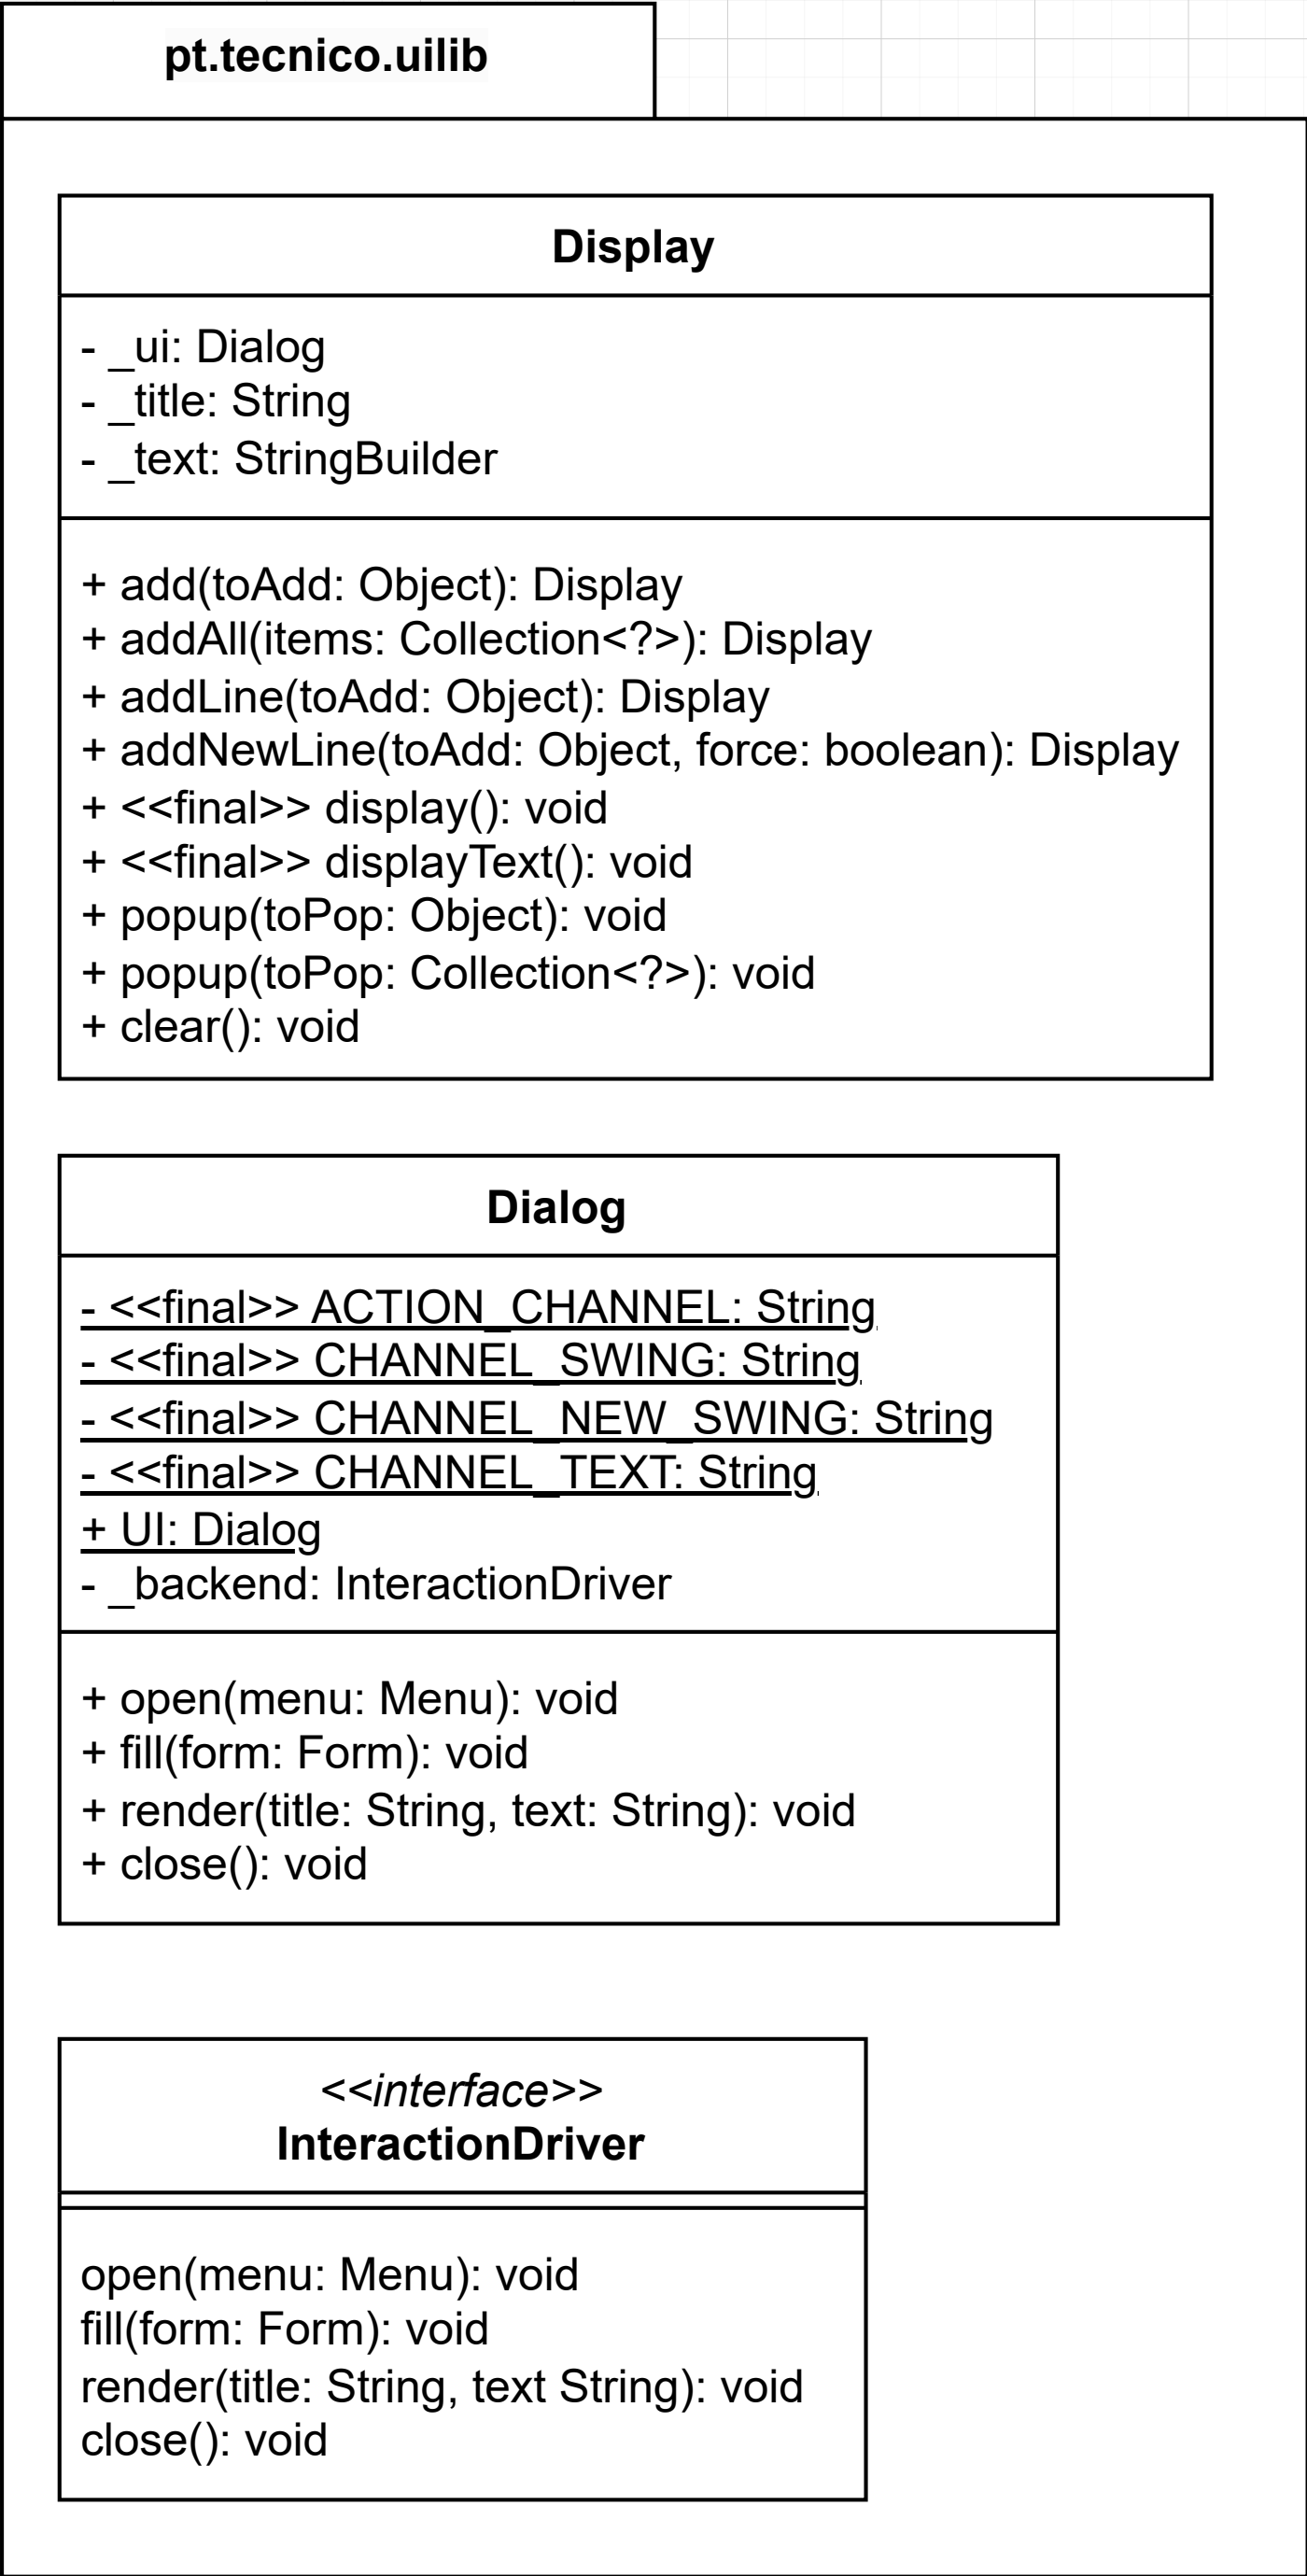 pt.tecnico.uilib
Display
- _ui: Dialog
- _title: String
- _text: StringBuilder
+ add(toAdd: Object): Display
+ addAll(items: Collection<?>): Display
+ addLine(toAdd: Object): Display
+ addNewLine(toAdd: Object, force: boolean): Display
+ <<final>> display(): void
+ <<final>> displayText(): void
+ popup(toPop: Object): void
+ popup(toPop: Collection<?>): void
+ clear(): void
Dialog
- <<final>> ACTION_CHANNEL: String
- <<final>> CHANNEL_SWING: String
- <<final>> CHANNEL_NEW_SWING: String
- <<final>> CHANNEL_TEXT: String
+ UI: Dialog
- _backend: InteractionDriver
+ open(menu: Menu): void
+ fill(form: Form): void
+ render(title: String, text: String): void
+ close(): void
<<interface>>
InteractionDriver
open(menu: Menu): void
fill(form: Form): void
render(title: String, text String): void
close(): void